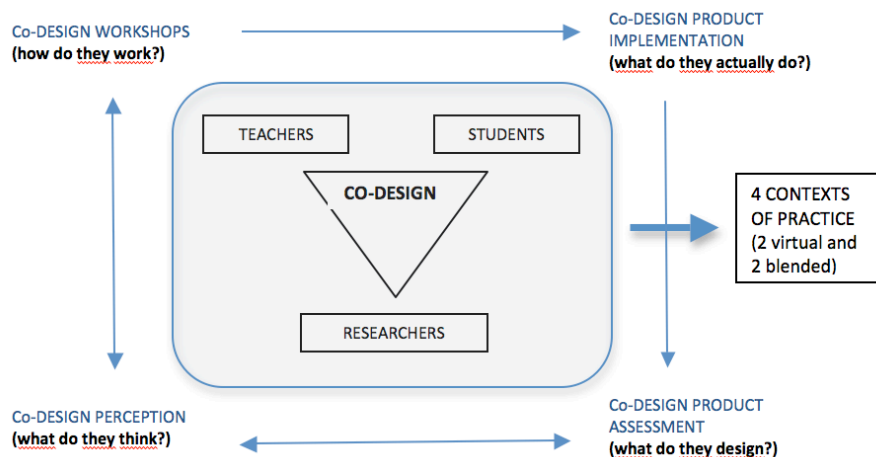 Co-DESIGN WORKSHOPS
(how do they work?)
Co-DESIGN PRODUCT
IMPLEMENTATION
(what do they actually do?)
TEACHERS
STUDENTS
CO-DESIGN
RESEARCHERS
4 CONTEXTS
OF PRACTICE
(2 virtual and
2 blended)
Co-DESIGN PERCEPTION
(what do they think?)
Co-DESIGN PRODUCT
ASSESSMENT
(what do they design?)